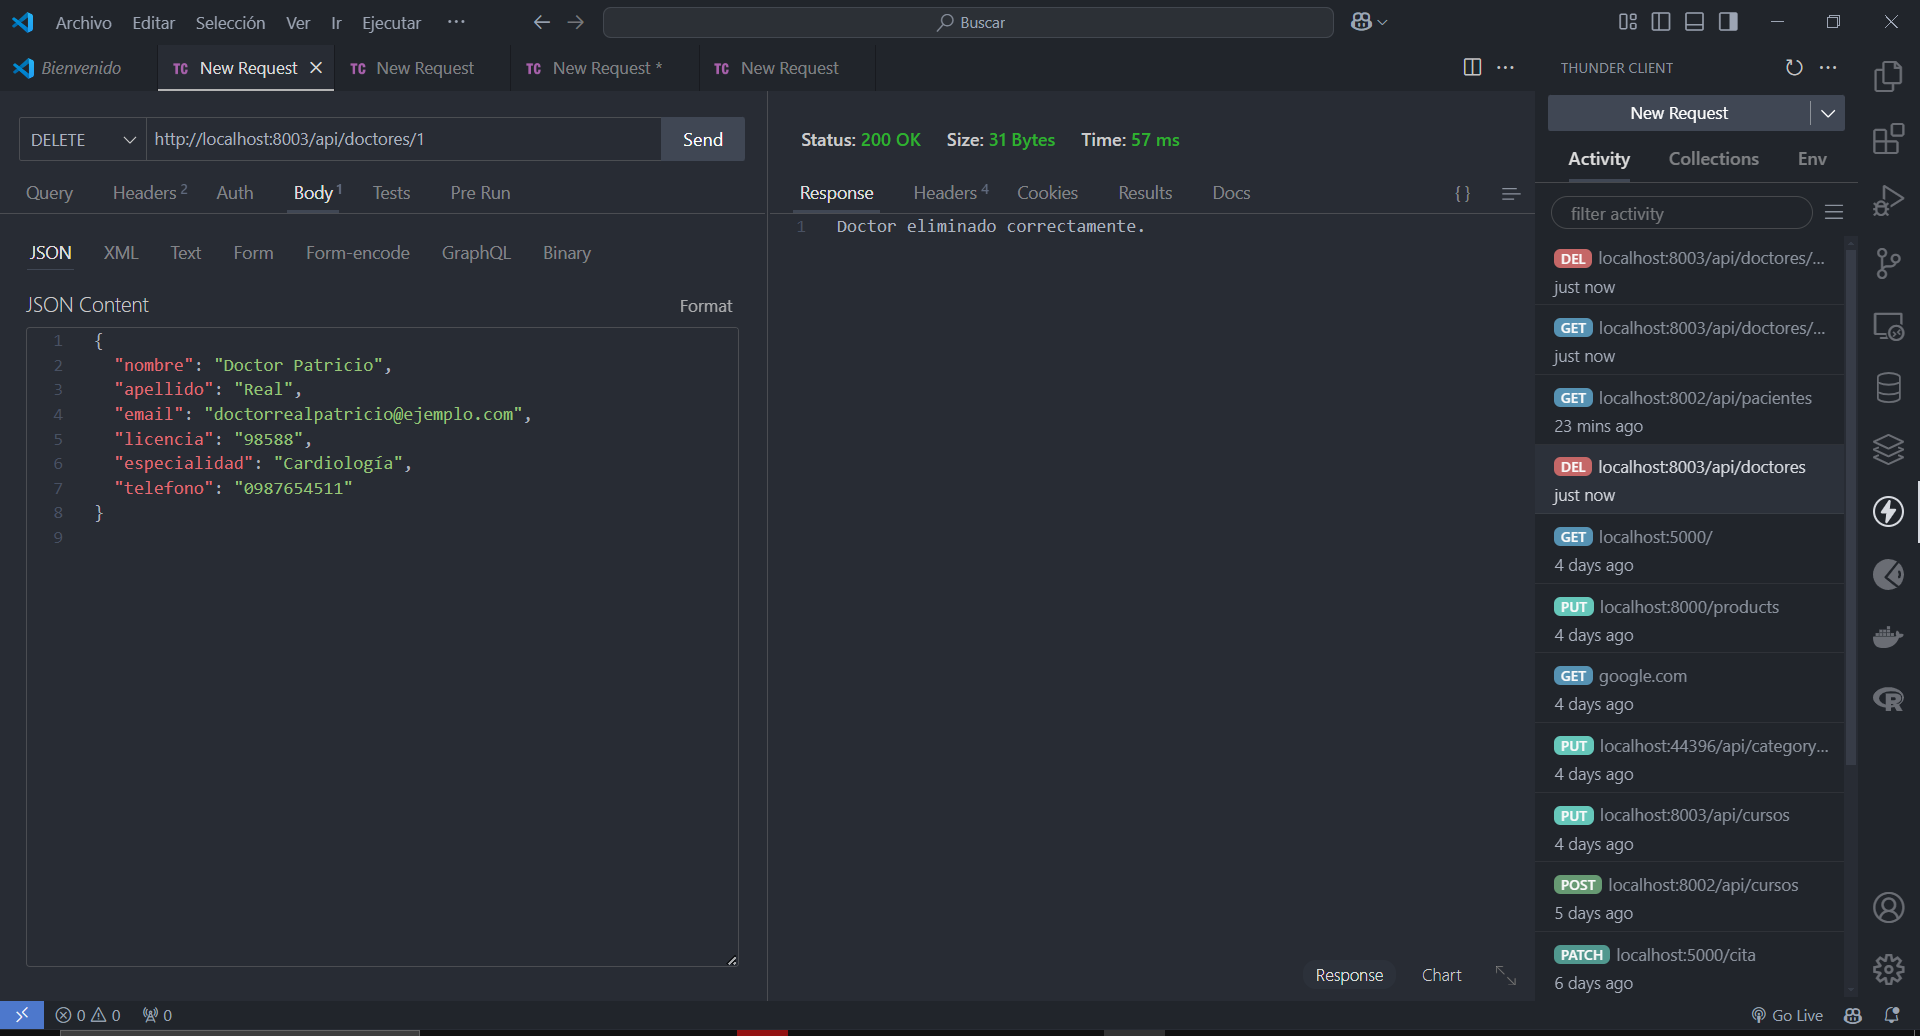 Archivo Editar Selección Ver Ir Ejecutar ··· Buscar
Bienvenido TC New Request TC New Request TC New Request * TC New Request
DELETE http://localhost:8003/api/doctores/1 Send
Query Headers 2 Auth Body 1 Tests Pre Run
JSON XML Text Form Form-encode GraphQL Binary
JSON Content Format
1 {
2 "nombre": "Doctor Patricio",
3 "apellido": "Real",
4 "email": "doctorrealpatricio@ejemplo.com",
5 "licencia": "98588",
6 "especialidad": "Cardiología",
7 "telefono": "0987654511"
8 }
9
Status: 200 OK Size: 31 Bytes Time: 57 ms
Response Headers 4 Cookies Results Docs { }
1 Doctor eliminado correctamente.
Response Chart
THUNDER CLIENT ···
New Request
Activity Collections Env
filter activity
DEL localhost:8003/api/doctores/...
just now
GET localhost:8003/api/doctores/...
just now
GET localhost:8002/api/pacientes
23 mins ago
DEL localhost:8003/api/doctores
just now
GET localhost:5000/
4 days ago
PUT localhost:8000/products
4 days ago
GET google.com
4 days ago
PUT localhost:44396/api/category...
4 days ago
PUT localhost:8003/api/cursos
4 days ago
POST localhost:8002/api/cursos
5 days ago
PATCH localhost:5000/cita
6 days ago
0 0 0 Go Live